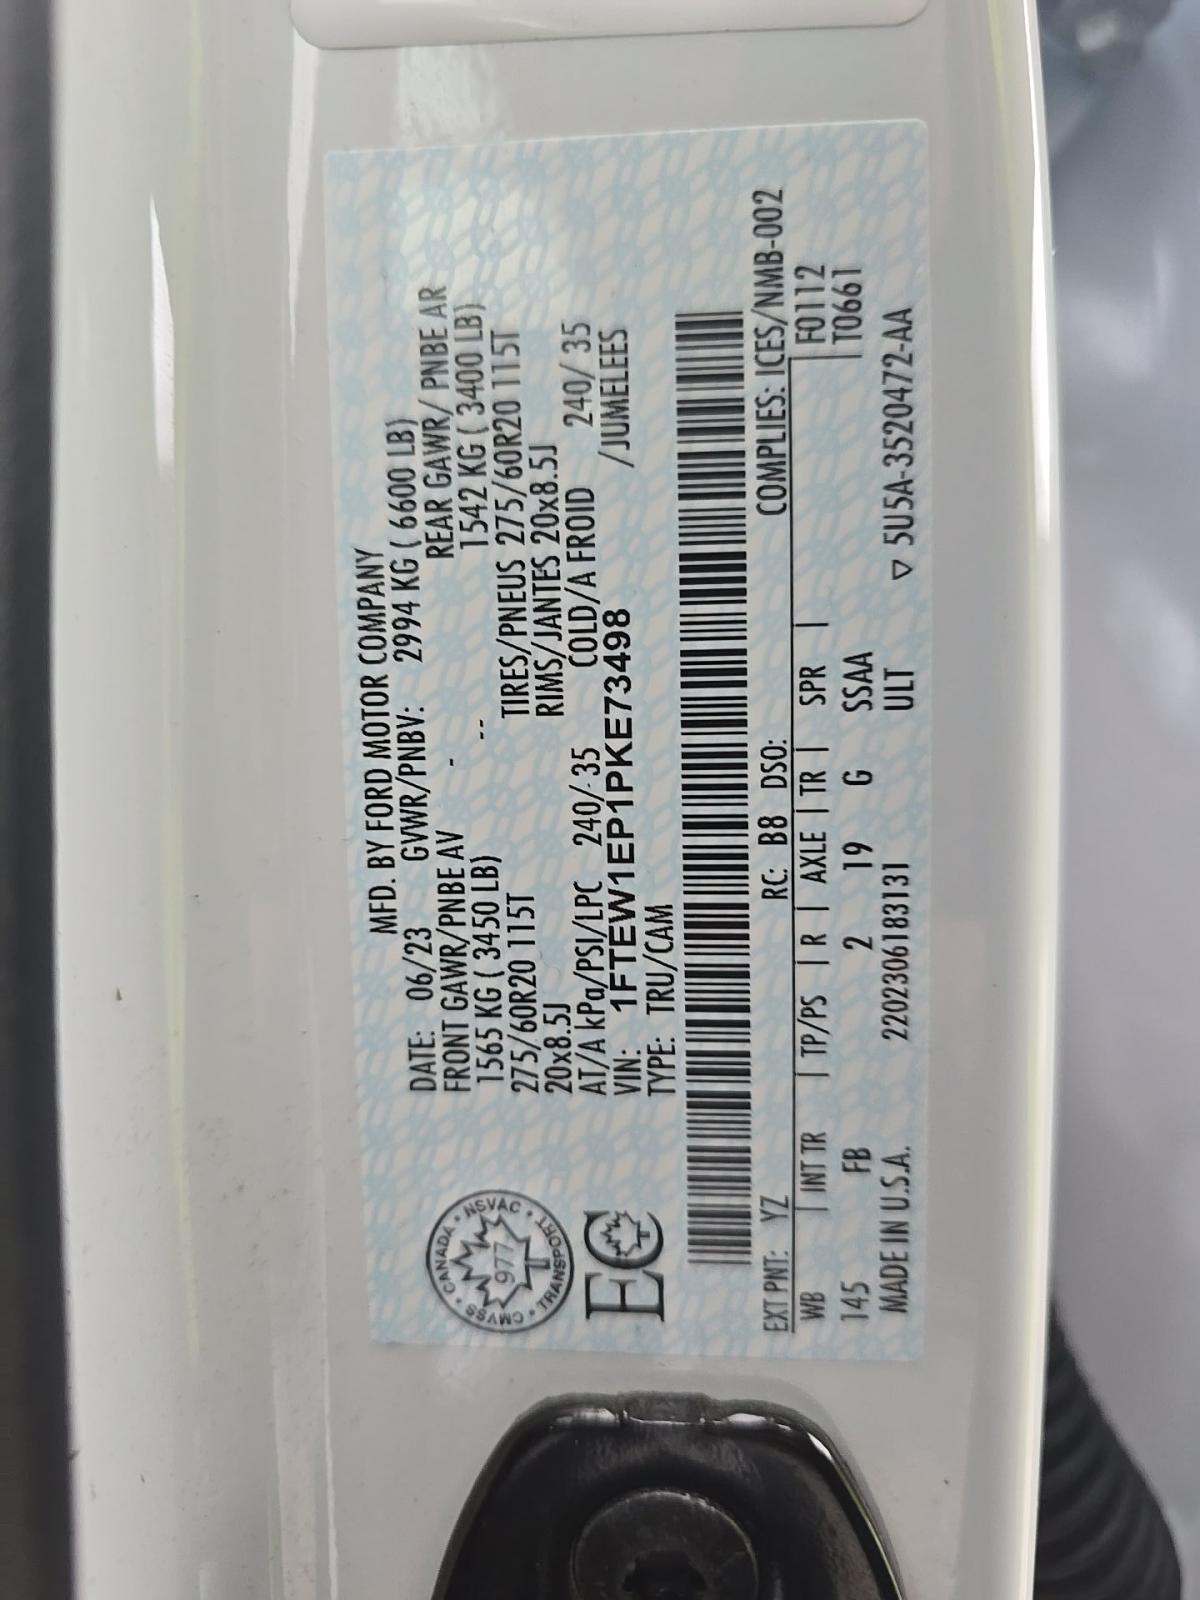 MFD. BY FORD MOTOR COMPANY
DATE: 06/23 GVWR/PNBV: 2994 KG ( 6600 LB)
FRONT GAWR/PNBE AV - REAR GAWR/ PNBE AR
1565 KG ( 3450 LB) -- 1542 KG ( 3400 LB)
275/60R20 115T TIRES/PNEUS 275/60R20 115T
20x8.5J RIMS/JANTES 20x8.5J
AT/A kPa/PSI/LPC 240/ 35 COLD/A FROID 240/ 35
VIN: 1FTEW1EP1PKE73498 /JUMELEES
TYPE: TRU/CAM
CANADA • NSVAC • TRANSPORT • CMVSS •
977
EC
COMPLIES: ICES/NMB-002
EXT PNT: YZ RC: B8 DSO:
WB | INT TR | TP/PS | R | AXLE | TR | SPR | F0112
145 FB 2 19 G SSAA | T0661
MADE IN U.S.A. 2202306183131 ULT ▽ 5U5A-3520472-AA